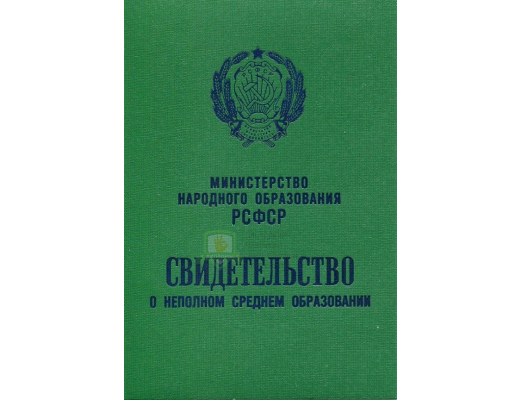 МИНИСТЕРСТВО
НАРОДНОГО ОБРАЗОВАНИЯ
РСФСР
СВИДЕТЕЛЬСТВО
О НЕПОЛНОМ СРЕДНЕМ ОБРАЗОВАНИИ